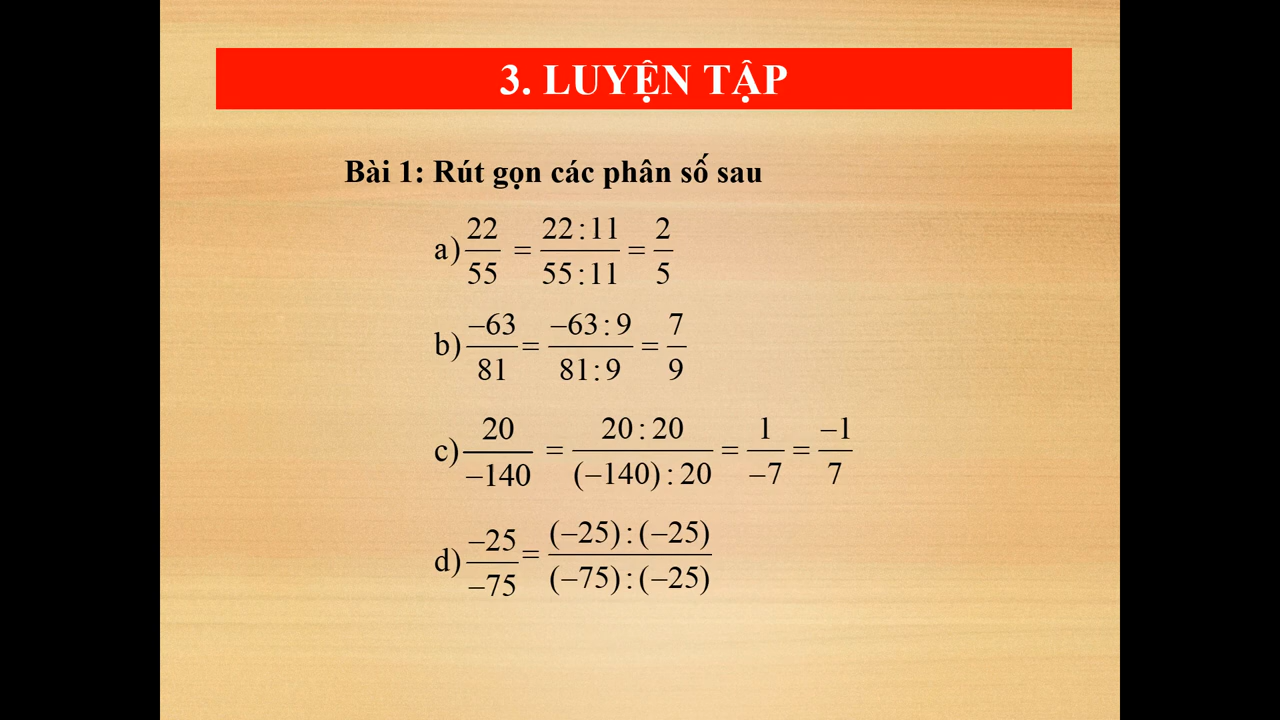 3. LUYỆN TẬP
Bài 1: Rút gọn các phân số sau
a) 22/55 = 22 : 11/55 : 11 = 2/5
b) –63/81 = –63 : 9/81 : 9 = 7/9
c) 20/–140 = 20 : 20/(–140) : 20 = 1/–7 = –1/7
d) –25/–75 = (–25) : (–25)/(–75) : (–25)